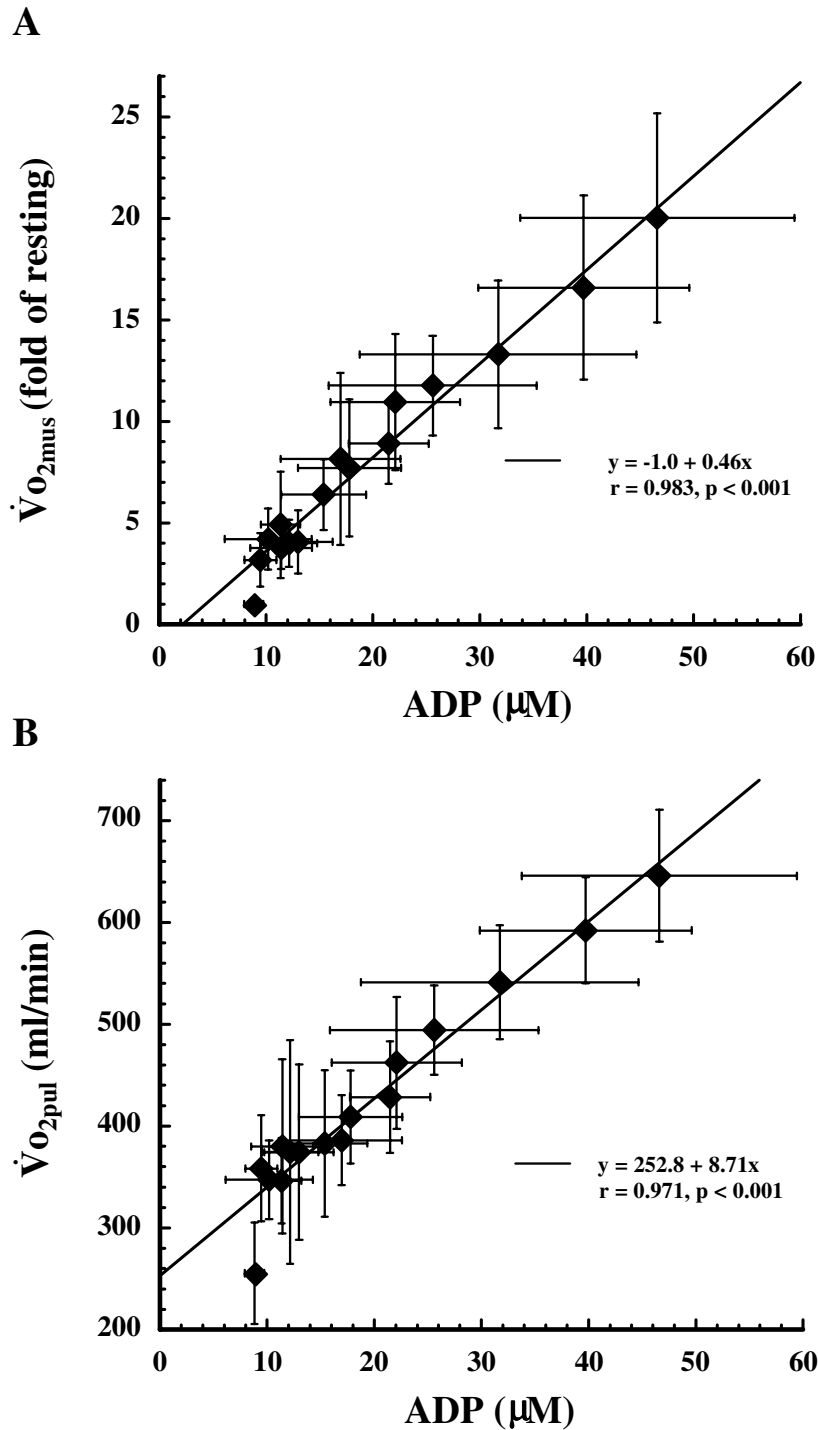 A
25
20
15
10
5
0
V̇o2mus (fold of resting)
y = -1.0 + 0.46x
r = 0.983, p < 0.001
0 10 20 30 40 50 60
ADP (μM)
B
700
600
500
400
300
200
V̇o2pul (ml/min)
y = 252.8 + 8.71x
r = 0.971, p < 0.001
0 10 20 30 40 50 60
ADP (μM)